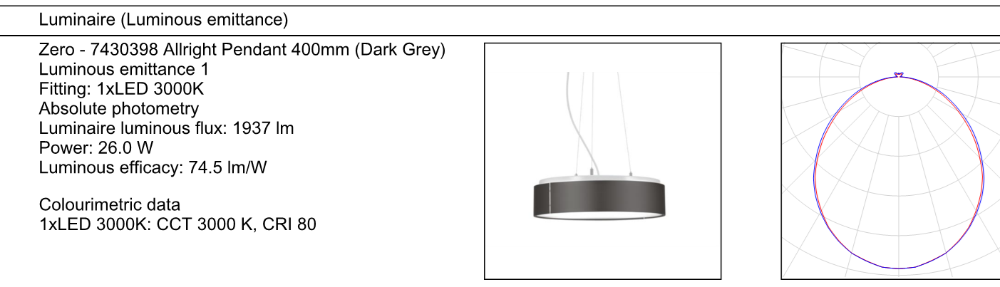 Luminaire (Luminous emittance)
Zero - 7430398 Allright Pendant 400mm (Dark Grey)
Luminous emittance 1
Fitting: 1xLED 3000K
Absolute photometry
Luminaire luminous flux: 1937 lm
Power: 26.0 W
Luminous efficacy: 74.5 lm/W
Colourimetric data
1xLED 3000K: CCT 3000 K, CRI 80